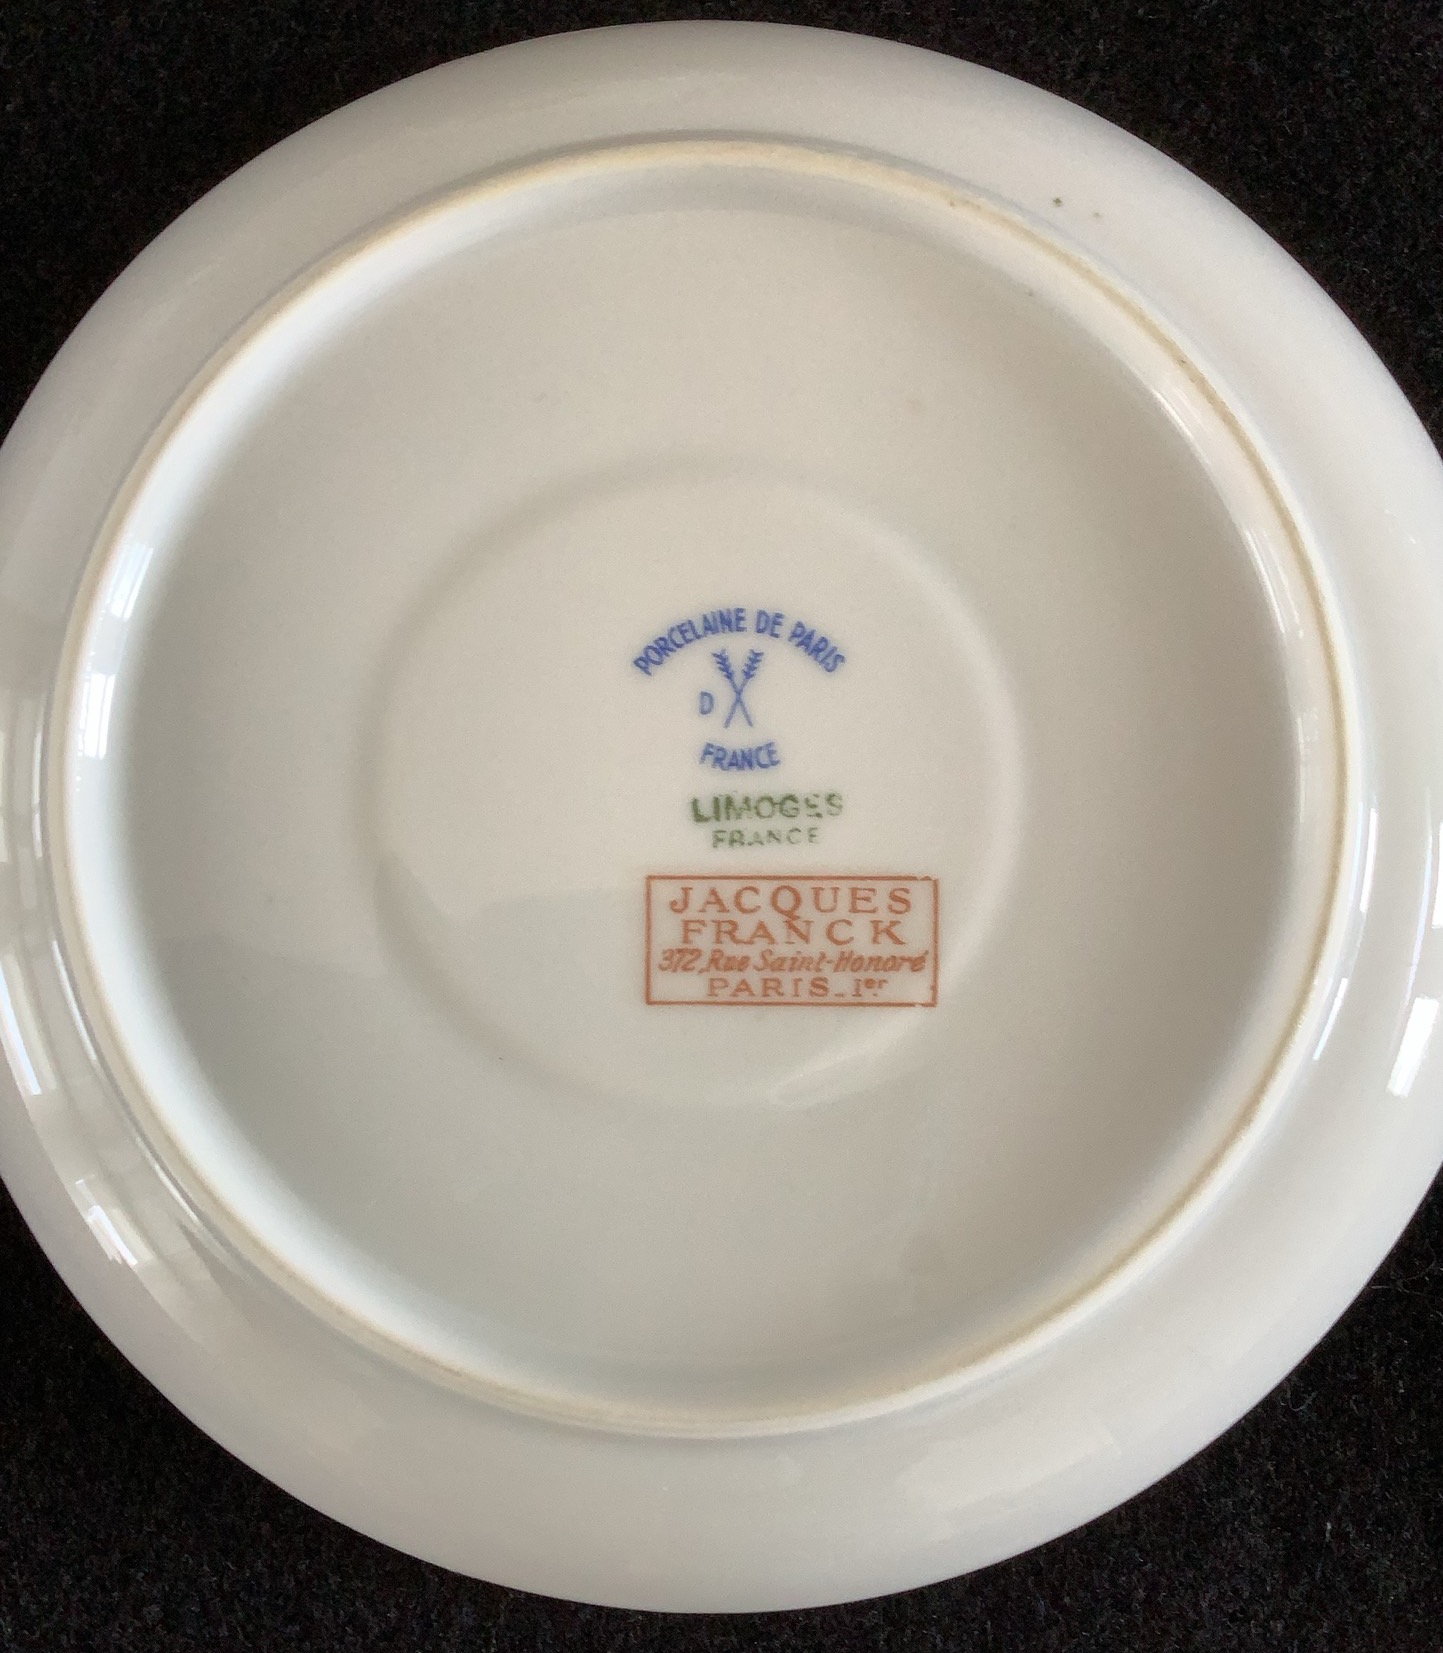 PORCELAINE DE PARIS
D
FRANCE
LIMOGES
FRANCE
JACQUES
FRANCK
372, Rue Saint-Honoré
PARIS_1er